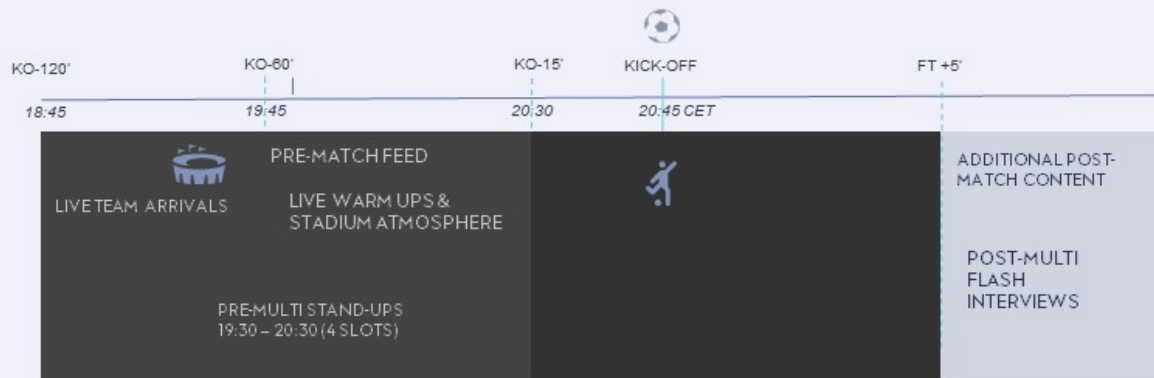 KO-120'
KO-60'
KO-15'
KICK-OFF
FT +5'
18:45
19:45
20:30
20:45 CET
PRE-MATCH FEED
LIVE TEAM ARRIVALS
LIVE WARM UPS &
STADIUM ATMOSPHERE
PRE-MULTI STAND-UPS
19:30 – 20:30 (4 SLOTS)
ADDITIONAL POST-
MATCH CONTENT
POST-MULTI
FLASH
INTERVIEWS